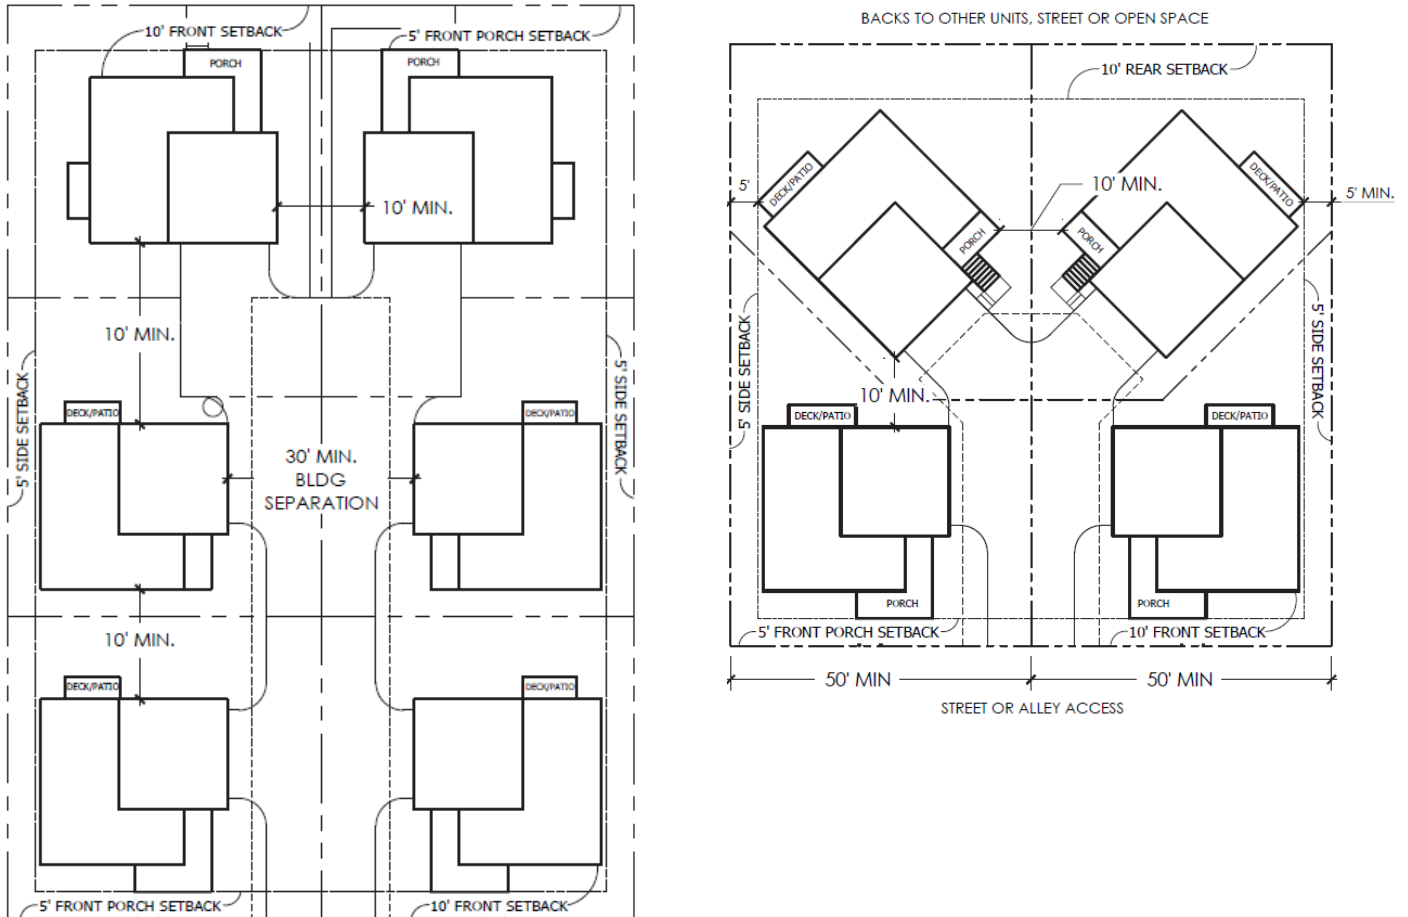 10' FRONT SETBACK
5' FRONT PORCH SETBACK
PORCH
PORCH
10' MIN.
10' MIN.
5' SIDE SETBACK
5' SIDE SETBACK
DECK/PATIO
DECK/PATIO
30' MIN.
BLDG
SEPARATION
10' MIN.
DECK/PATIO
DECK/PATIO
5' FRONT PORCH SETBACK
10' FRONT SETBACK
BACKS TO OTHER UNITS, STREET OR OPEN SPACE
10' REAR SETBACK
5'
DECK/PATIO
10' MIN.
DECK/PATIO
5' MIN.
PORCH
PORCH
5' SIDE SETBACK
5' SIDE SETBACK
10' MIN.
DECK/PATIO
DECK/PATIO
PORCH
PORCH
5' FRONT PORCH SETBACK
10' FRONT SETBACK
50' MIN
50' MIN
STREET OR ALLEY ACCESS